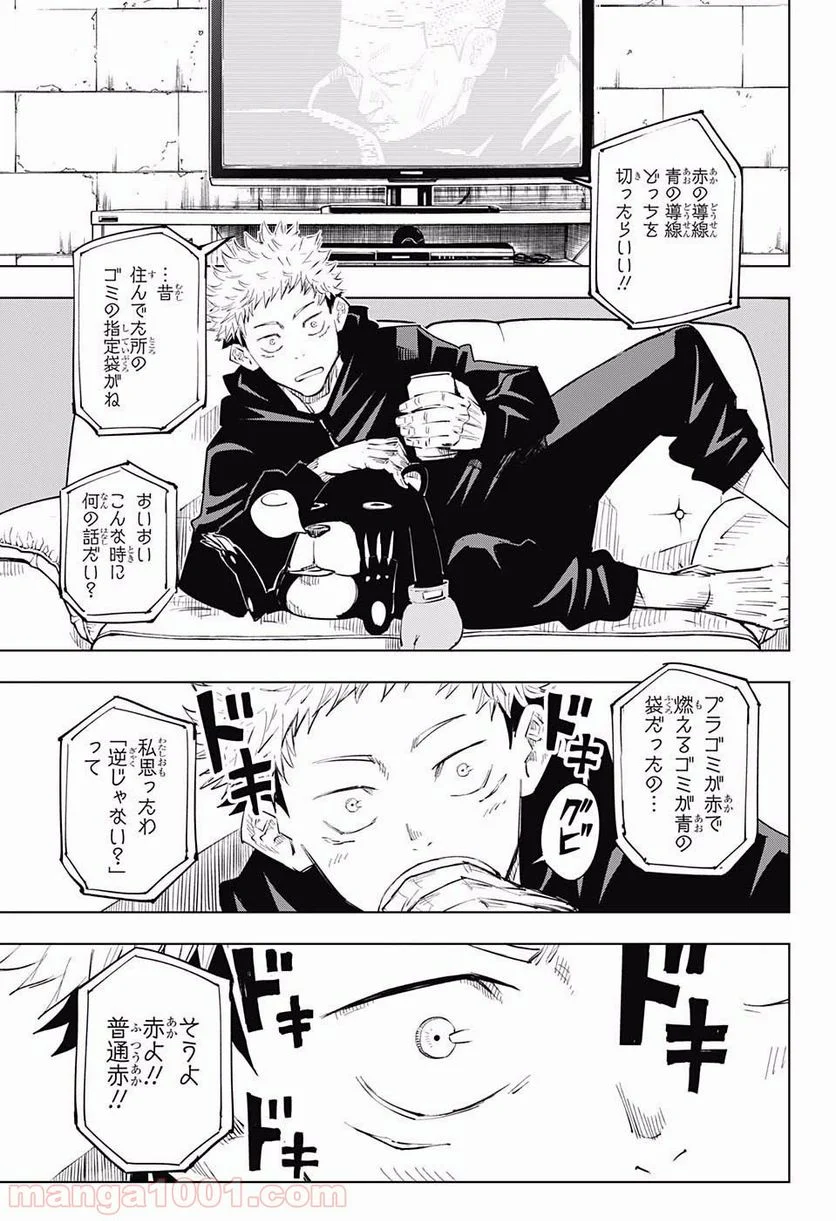 赤の導線
青の導線
どっちを
切ったらいい!!
…昔
住んでた所の
ゴミの指定袋がね
おいおい
こんな時に
何の話だい?
プラゴミが赤で
燃えるゴミが青の
袋だったの…
グビ
ドキ
ドキ
私思ったわ
「逆じゃない?」
って
ドキ
ドキ
ドキ
そうよ
赤よ!!
普通赤!!
manga1001.com